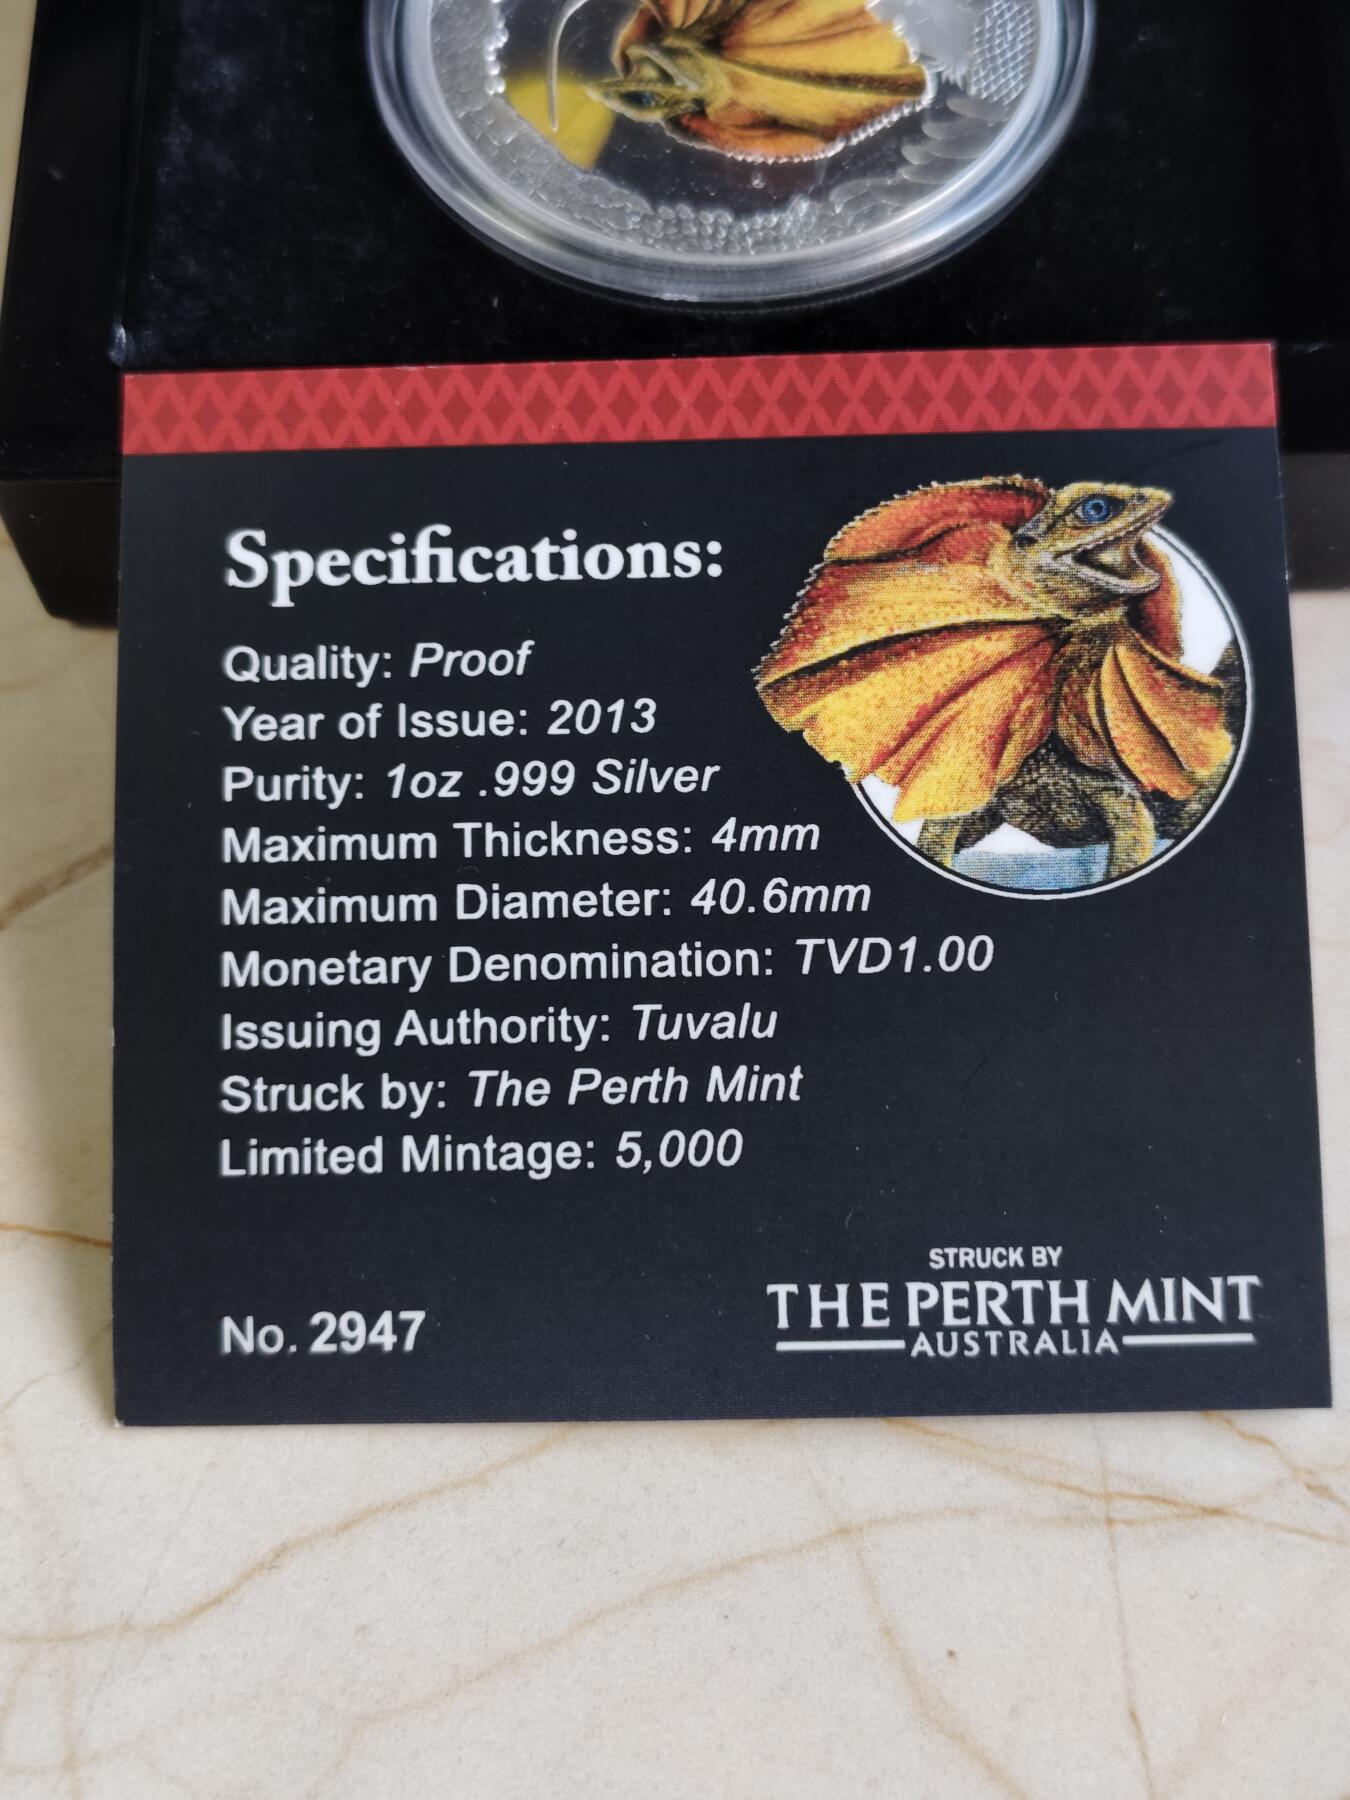 Specifications:
Quality: Proof
Year of Issue: 2013
Purity: 1oz .999 Silver
Maximum Thickness: 4mm
Maximum Diameter: 40.6mm
Monetary Denomination: TVD1.00
Issuing Authority: Tuvalu
Struck by: The Perth Mint
Limited Mintage: 5,000
No. 2947
STRUCK BY
THE PERTH MINT
AUSTRALIA